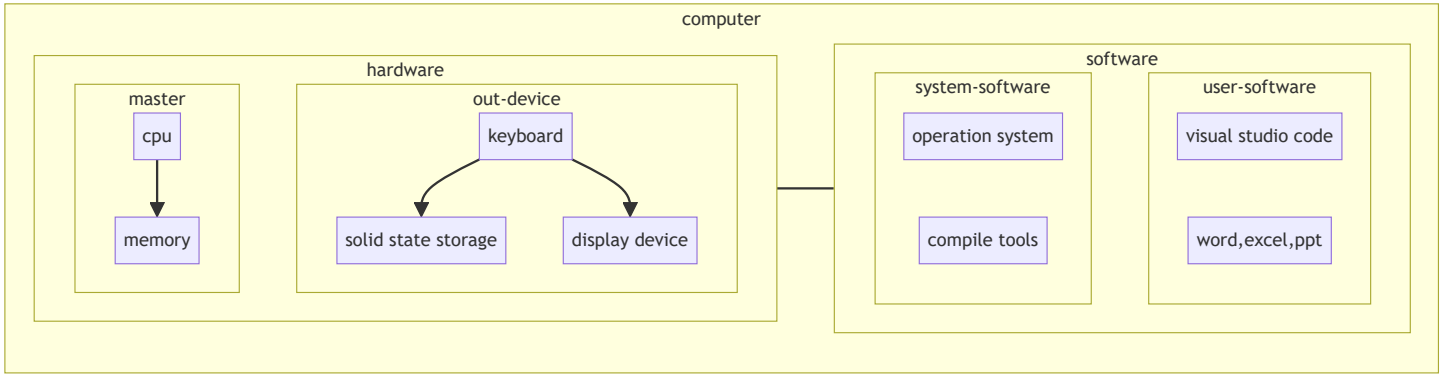 computer
hardware
master
cpu
memory
out-device
keyboard
solid state storage
display device
software
system-software
operation system
compile tools
user-software
visual studio code
word,excel,ppt